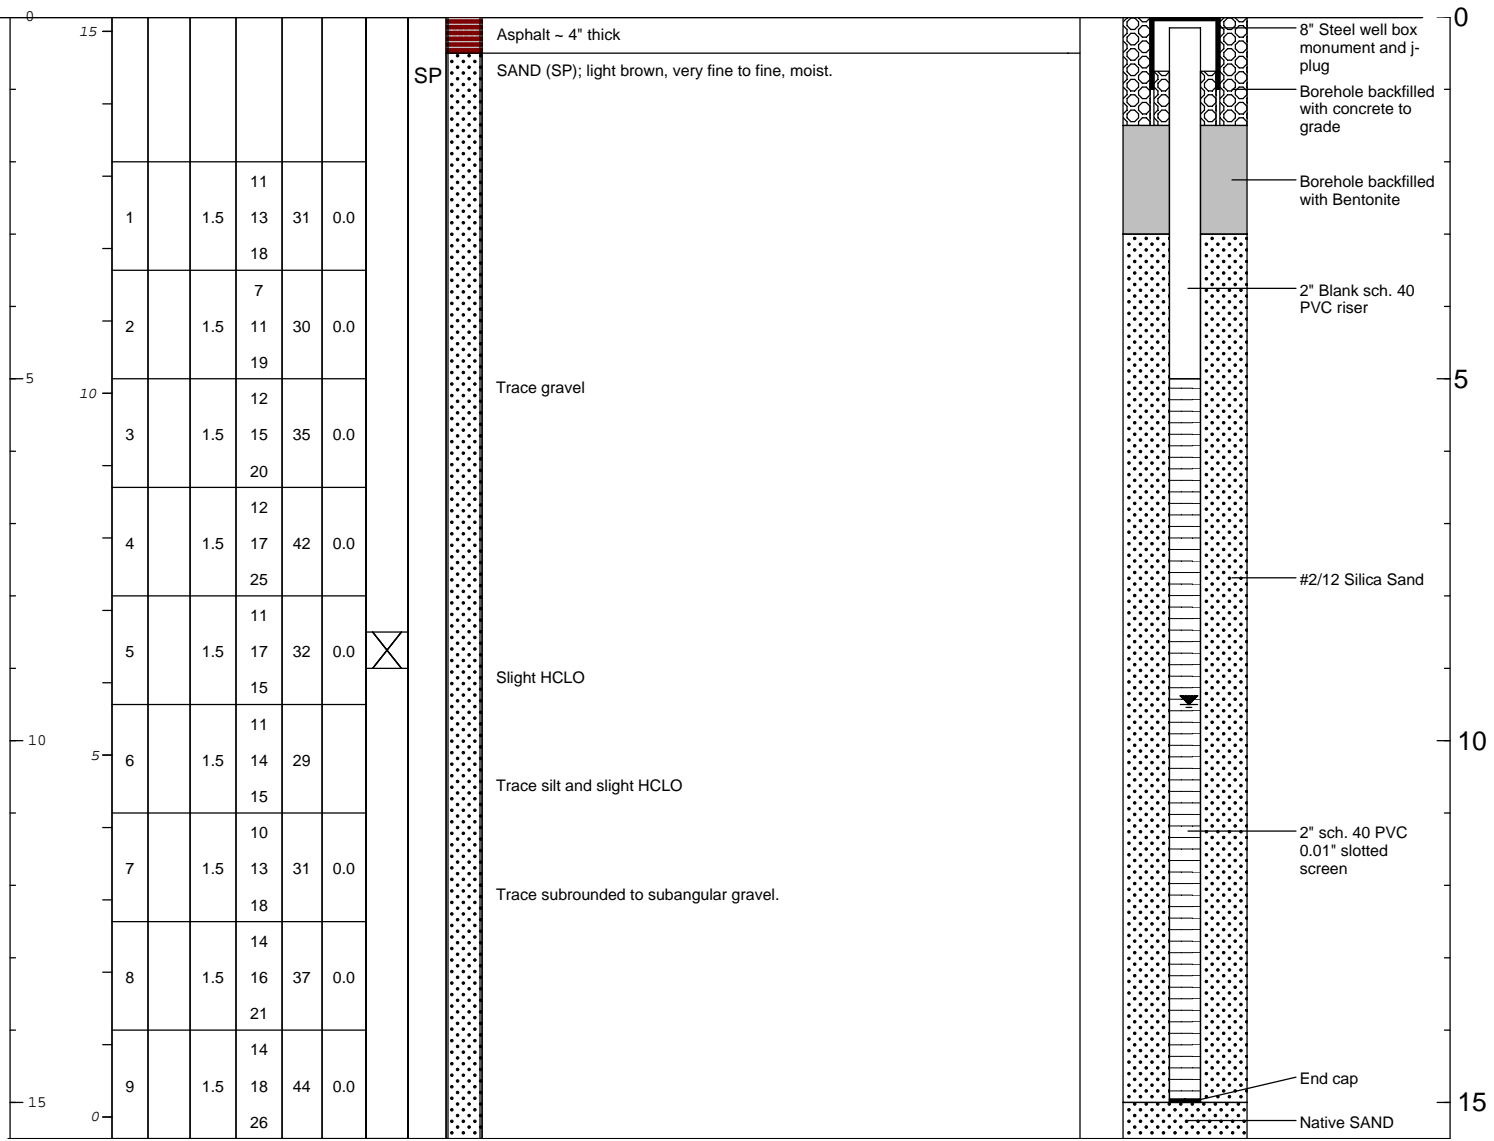 0
15
Asphalt ~ 4" thick
8" Steel well box
monument and j-
plug
0
SP
SAND (SP); light brown, very fine to fine, moist.
Borehole backfilled
with concrete to
grade
11
1 1.5 13 31 0.0
18
Borehole backfilled
with Bentonite
7
2 1.5 11 30 0.0
19
2" Blank sch. 40
PVC riser
5
10
12
3 1.5 15 35 0.0
20
Trace gravel
5
12
4 1.5 17 42 0.0
25
#2/12 Silica Sand
11
5 1.5 17 32 0.0
15
Slight HCLO
10
5
11
6 1.5 14 29
15
Trace silt and slight HCLO
10
10
7 1.5 13 31 0.0
18
Trace subrounded to subangular gravel.
2" sch. 40 PVC
0.01" slotted
screen
14
8 1.5 16 37 0.0
21
14
9 1.5 18 44 0.0
26
End cap
15
0
15
Native SAND